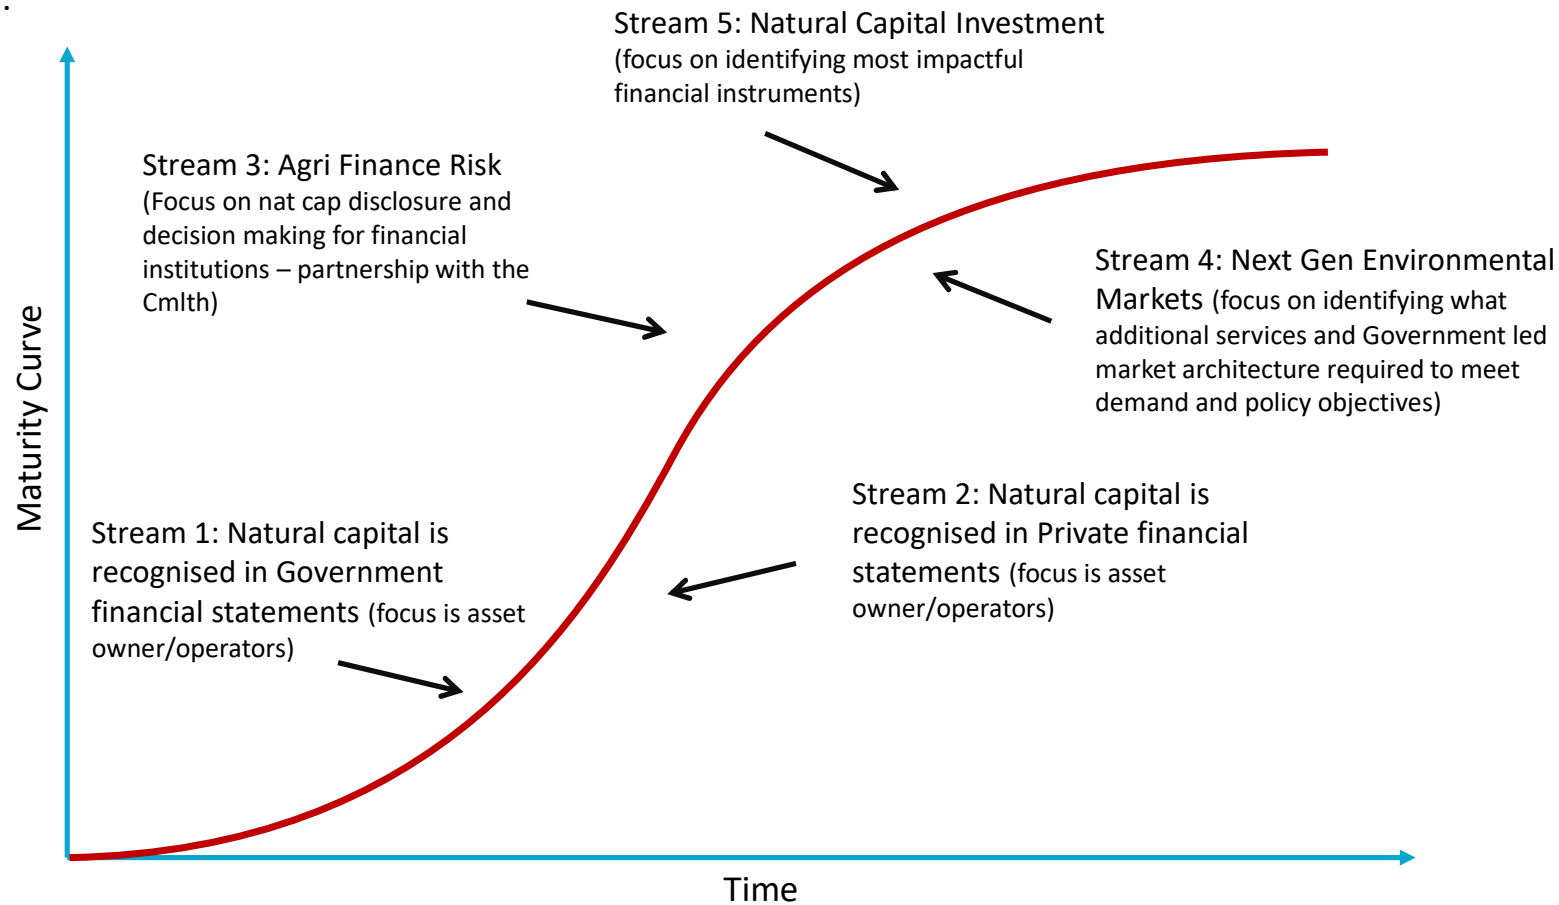 .
Stream 5: Natural Capital Investment
(focus on identifying most impactful
financial instruments)
Stream 3: Agri Finance Risk
(Focus on nat cap disclosure and
decision making for financial
institutions – partnership with the
Cmlth)
Stream 4: Next Gen Environmental
Markets (focus on identifying what
additional services and Government led
market architecture required to meet
demand and policy objectives)
Maturity Curve
Stream 2: Natural capital is
recognised in Private financial
statements (focus is asset
owner/operators)
Stream 1: Natural capital is
recognised in Government
financial statements (focus is asset
owner/operators)
Time